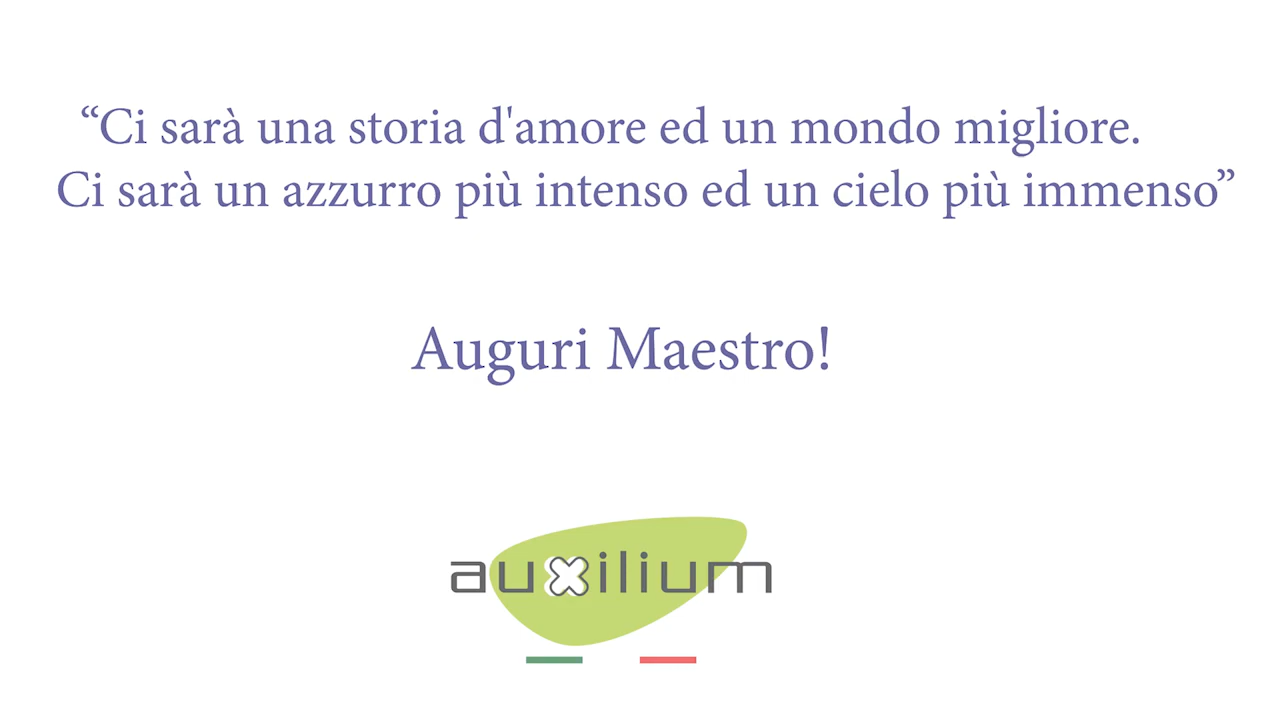 “Ci sarà una storia d'amore ed un mondo migliore.
Ci sarà un azzurro più intenso ed un cielo più immenso”
Auguri Maestro!
auxilium